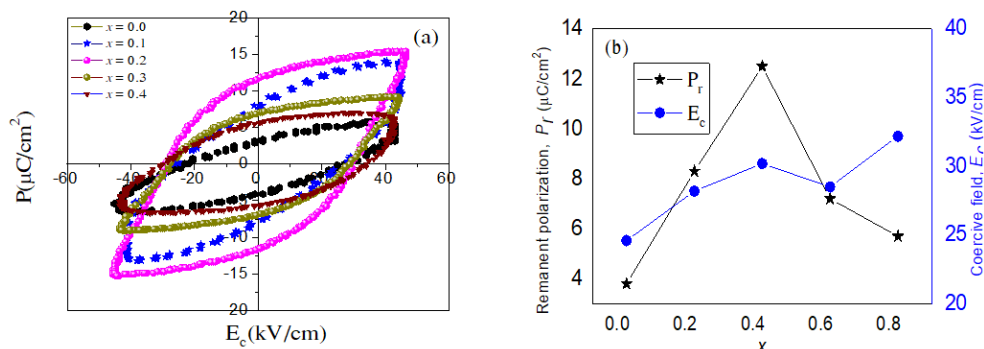 (a)
x = 0.0
x = 0.1
x = 0.2
x = 0.3
x = 0.4
P(μC/cm²)
20
15
10
5
0
-5
-10
-15
20
-60 -40 -20 0 20 40 60
E_c(kV/cm)
(b)
P_r
E_c
Remanent polarization, P_r (μC/cm²)
14
12
10
8
6
4
0.0 0.2 0.4 0.6 0.8
x
40
35
30
25
20
Coercive field, E_C (kV/cm)